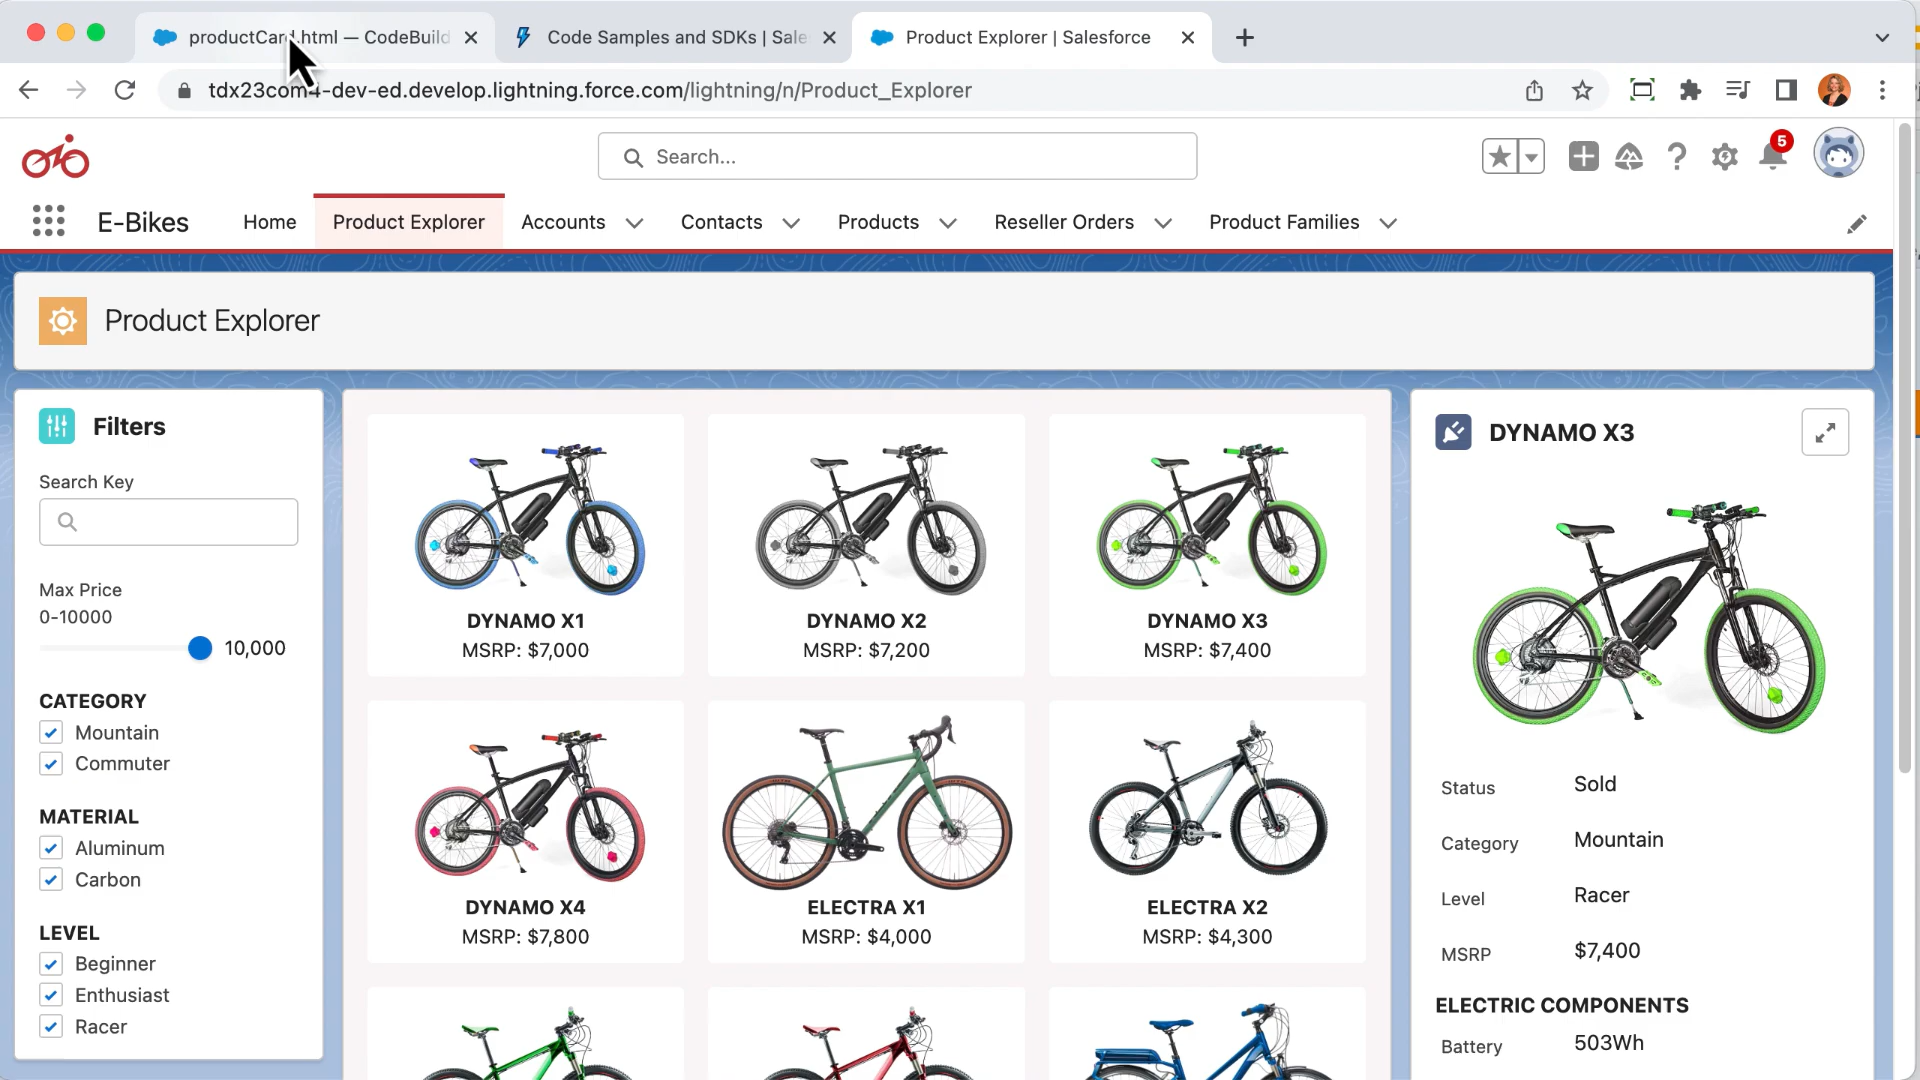 productCard.html — CodeBuild
Code Samples and SDKs | Sale
Product Explorer | Salesforce
tdx23com4-dev-ed.develop.lightning.force.com/lightning/n/Product_Explorer
Search...
5
E-Bikes
Home
Product Explorer
Accounts
Contacts
Products
Reseller Orders
Product Families
Product Explorer
Filters
Search Key
Max Price
0-10000
10,000
CATEGORY
Mountain
Commuter
MATERIAL
Aluminum
Carbon
LEVEL
Beginner
Enthusiast
Racer
DYNAMO X1
MSRP: $7,000
DYNAMO X2
MSRP: $7,200
DYNAMO X3
MSRP: $7,400
DYNAMO X4
MSRP: $7,800
ELECTRA X1
MSRP: $4,000
ELECTRA X2
MSRP: $4,300
DYNAMO X3
Status Sold
Category Mountain
Level Racer
MSRP $7,400
ELECTRIC COMPONENTS
Battery 503Wh